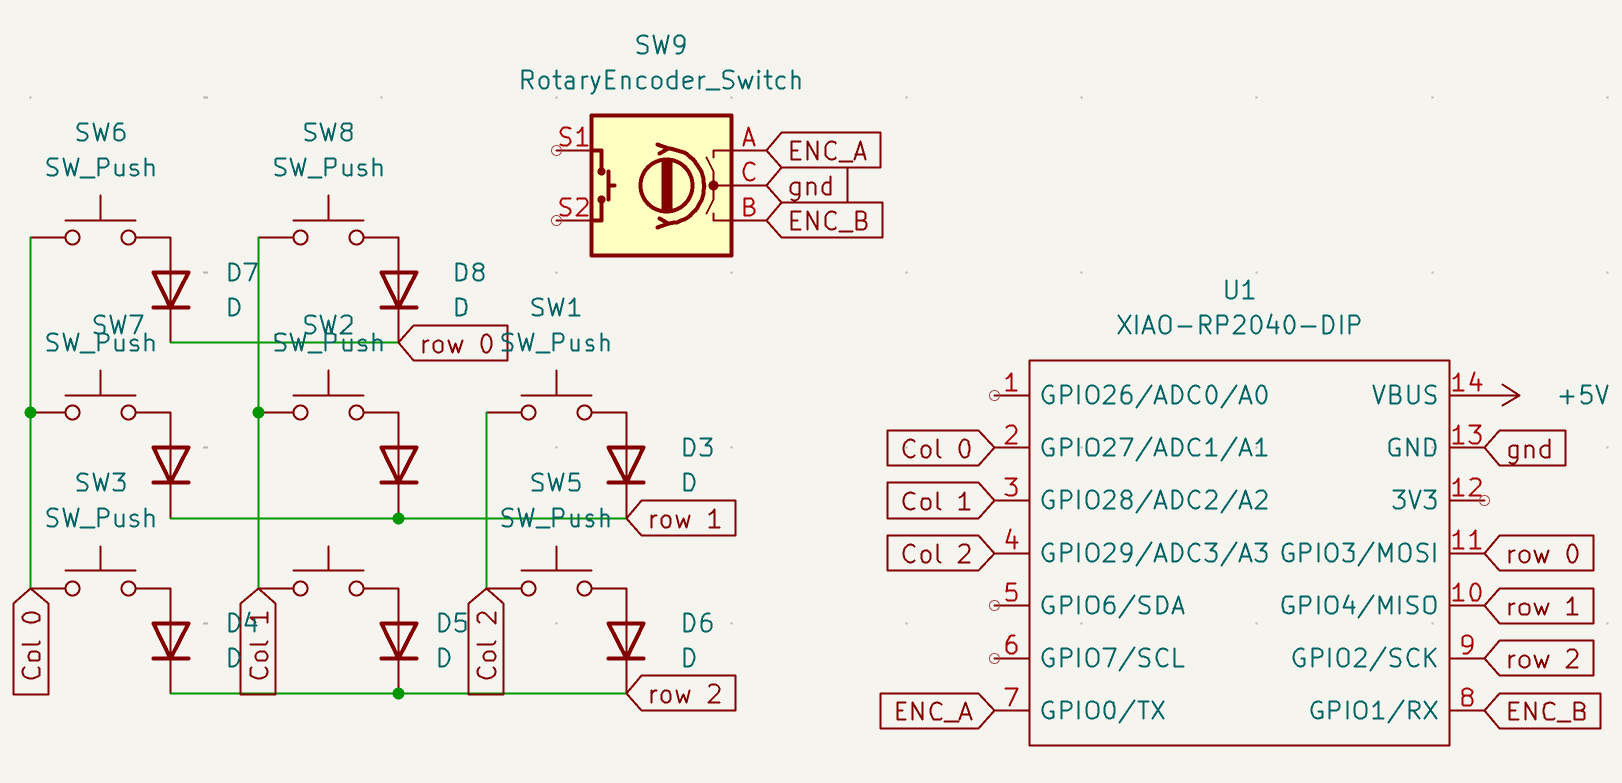 SW9
RotaryEncoder_Switch
S1
S2
A
C
B
ENC_A
gnd
ENC_B
SW6
SW_Push
SW8
SW_Push
D7
D
D8
D
row 0
SW7
SW_Push
SW2
SW_Push
SW1
SW_Push
D3
D
row 1
SW3
SW_Push
SW5
SW_Push
D4
D
D5
D
D6
D
row 2
Col 0
Col 1
Col 2
U1
XIAO-RP2040-DIP
1
GPIO26/ADC0/A0
VBUS
14
+5V
Col 0
2
GPIO27/ADC1/A1
GND
13
gnd
Col 1
3
GPIO28/ADC2/A2
3V3
12
Col 2
4
GPIO29/ADC3/A3
GPIO3/MOSI
11
row 0
5
GPIO6/SDA
GPIO4/MISO
10
row 1
6
GPIO7/SCL
GPIO2/SCK
9
row 2
ENC_A
7
GPIO0/TX
GPIO1/RX
8
ENC_B